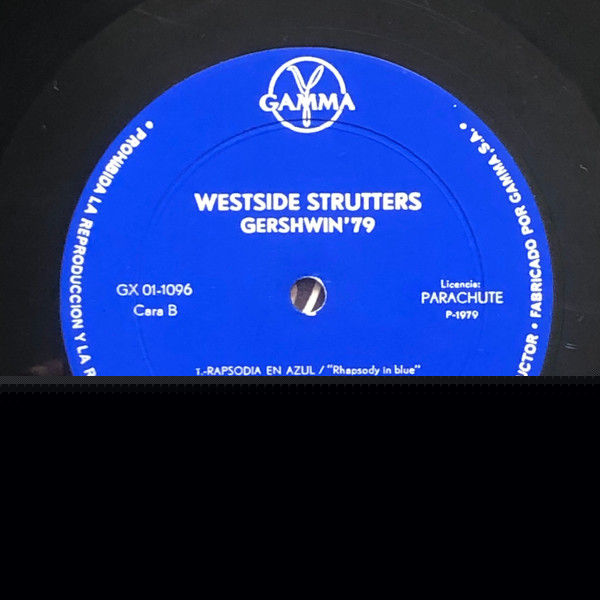 GAMMA
WESTSIDE STRUTTERS
GERSHWIN'79
GX 01-1096
Cara B
Licencia:
PARACHUTE
P-1979
1.-RAPSODIA EN AZUL / "Rhapsody in blue"
• PROHIBIDA LA REPRODUCCION Y LA
• FABRICADO POR GAMMA, S.A. •